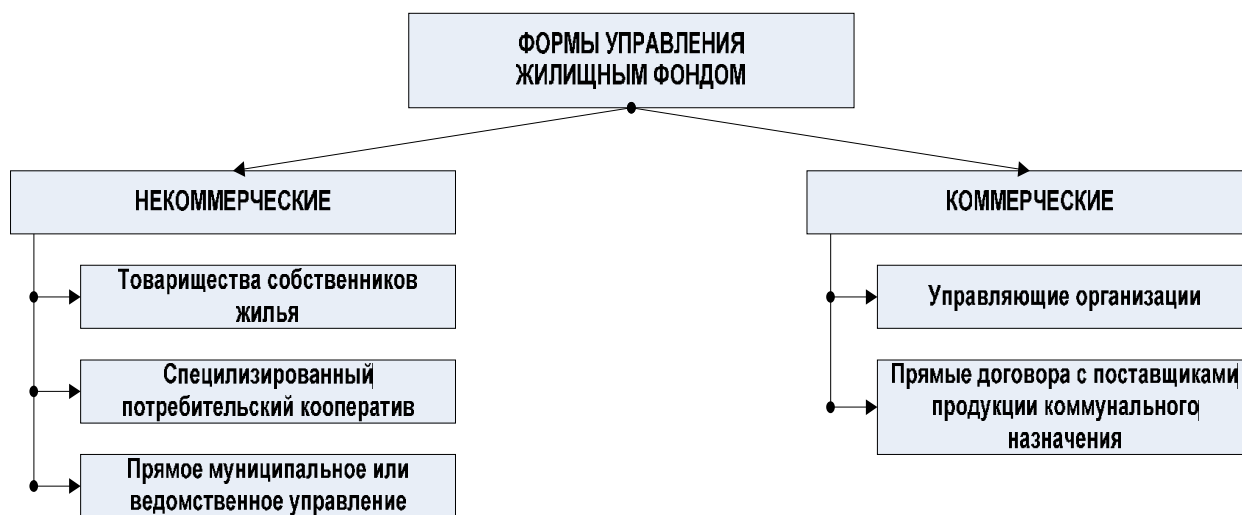 ФОРМЫ УПРАВЛЕНИЯ
ЖИЛИЩНЫМ ФОНДОМ
НЕКОММЕРЧЕСКИЕ
Товарищества собственников
жилья
Специлизированный
потребительский кооператив
Прямое муниципальное или
ведомственное управление
КОММЕРЧЕСКИЕ
Управляющие организации
Прямые договора с поставщиками
продукции коммунального
назначения